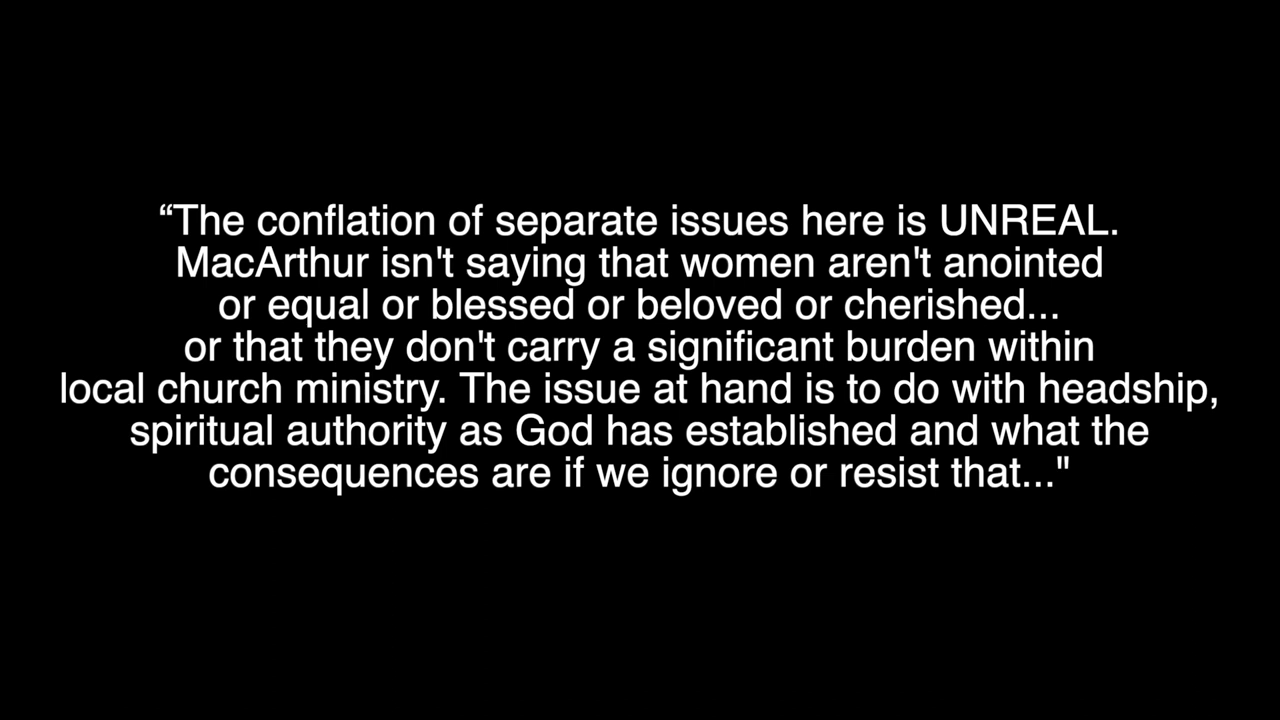 “The conflation of separate issues here is UNREAL.
MacArthur isn't saying that women aren't anointed
or equal or blessed or beloved or cherished...
or that they don't carry a significant burden within
local church ministry. The issue at hand is to do with headship,
spiritual authority as God has established and what the
consequences are if we ignore or resist that..."